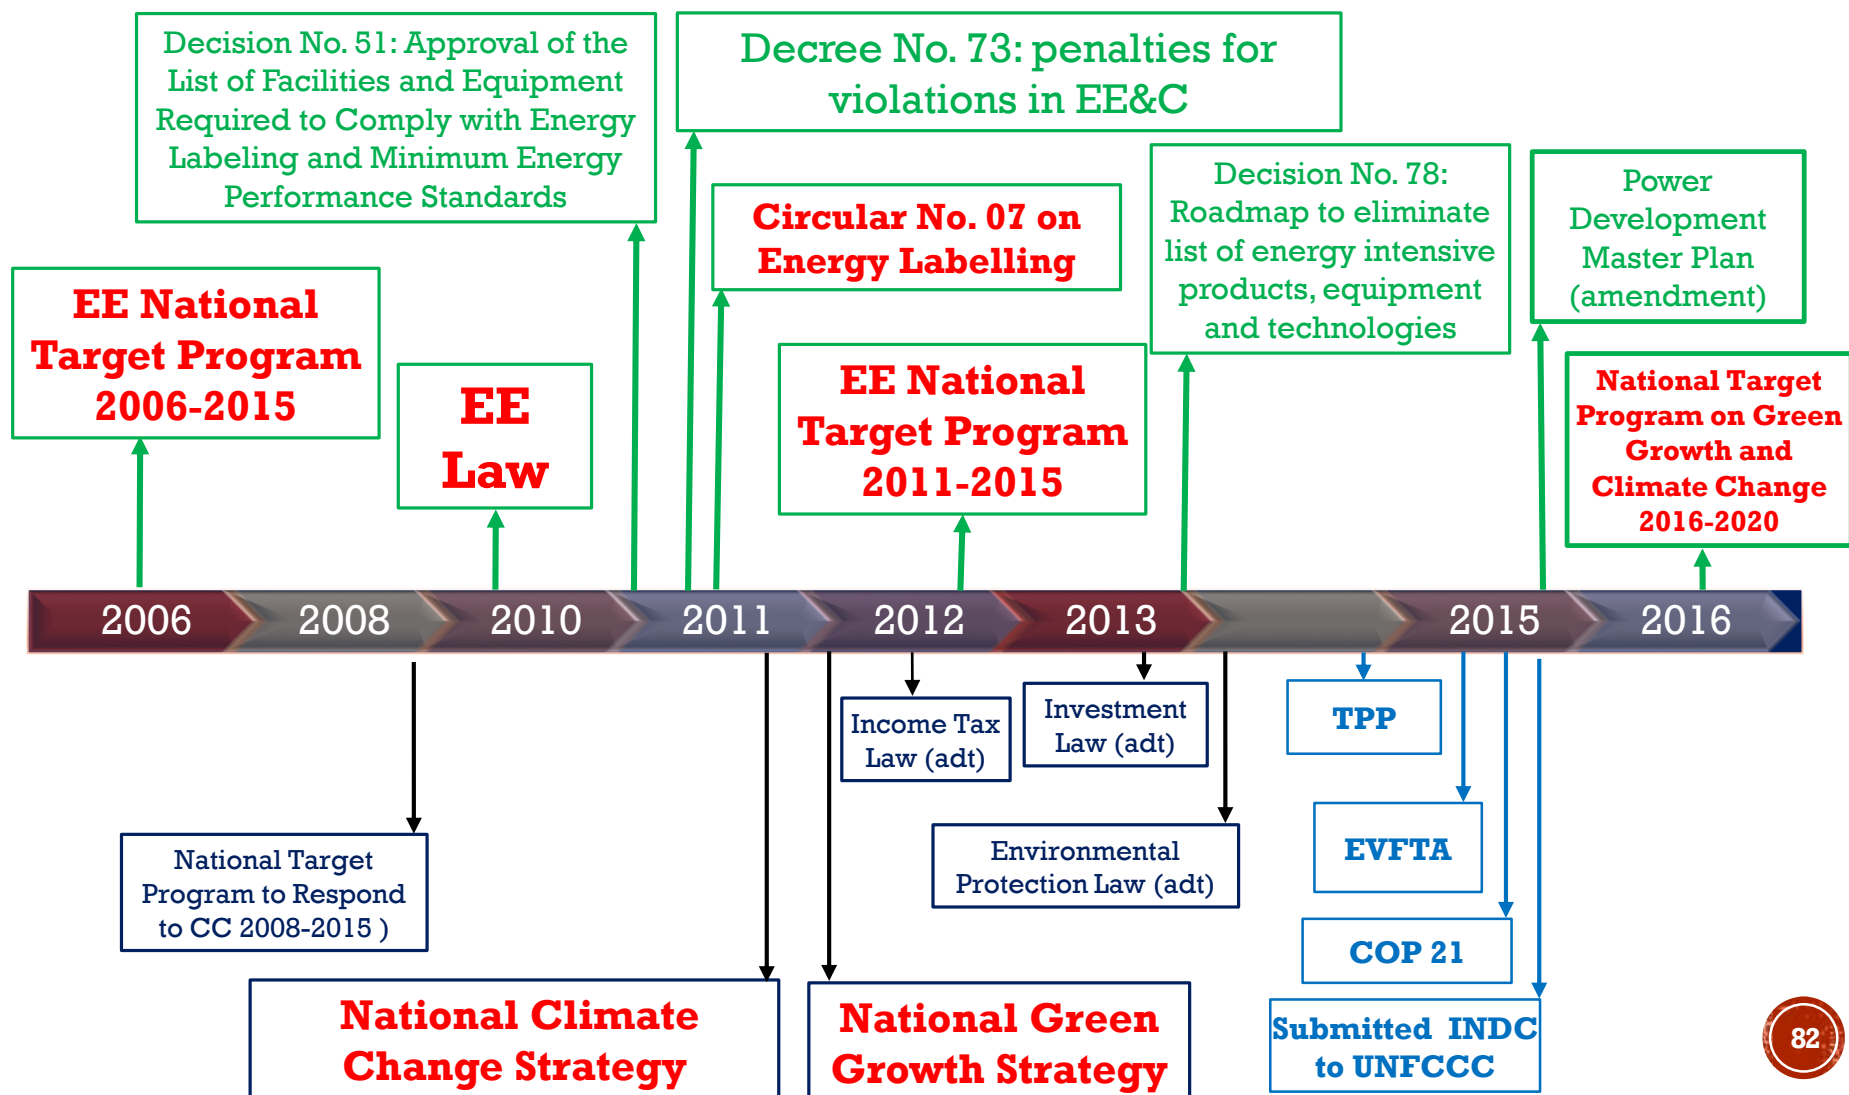 Decision No. 51: Approval of the
List of Facilities and Equipment
Required to Comply with Energy
Labeling and Minimum Energy
Performance Standards
Decree No. 73: penalties for
violations in EE&C
Circular No. 07 on
Energy Labelling
Decision No. 78:
Roadmap to eliminate
list of energy intensive
products, equipment
and technologies
Power
Development
Master Plan
(amendment)
EE National
Target Program
2006-2015
EE
Law
EE National
Target Program
2011-2015
National Target
Program on Green
Growth and
Climate Change
2016-2020
2006
2008
2010
2011
2012
2013
2015
2016
Income Tax
Law (adt)
Investment
Law (adt)
TPP
National Target
Program to Respond
to CC 2008-2015 )
Environmental
Protection Law (adt)
EVFTA
COP 21
National Climate
Change Strategy
National Green
Growth Strategy
Submitted INDC
to UNFCCC
82